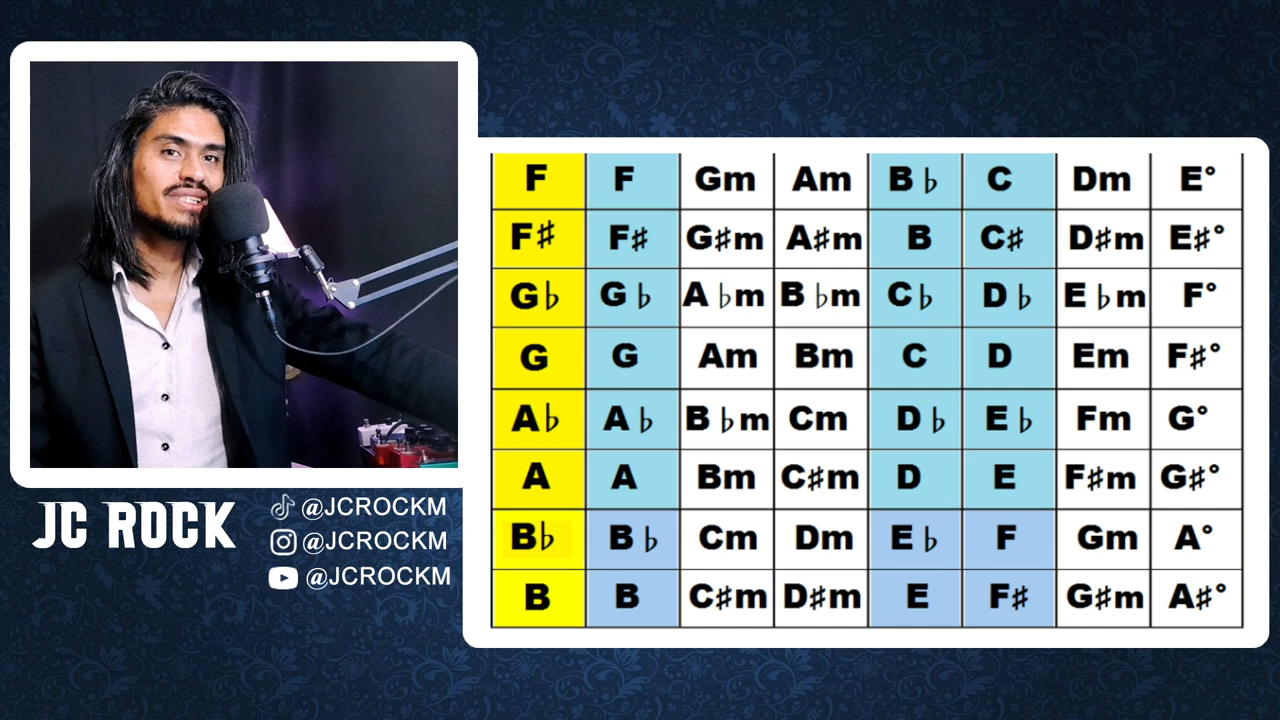 F F Gm Am B♭ C Dm E°
F♯ F♯ G♯m A♯m B C♯ D♯m E♯°
G♭ G♭ A♭m B♭m C♭ D♭ E♭m F°
G G Am Bm C D Em F♯°
A♭ A♭ B♭m Cm D♭ E♭ Fm G°
A A Bm C♯m D E F♯m G♯°
B♭ B♭ Cm Dm E♭ F Gm A°
B B C♯m D♯m E F♯ G♯m A♯°
JC ROCK
@JCROCKM
@JCROCKM
@JCROCKM